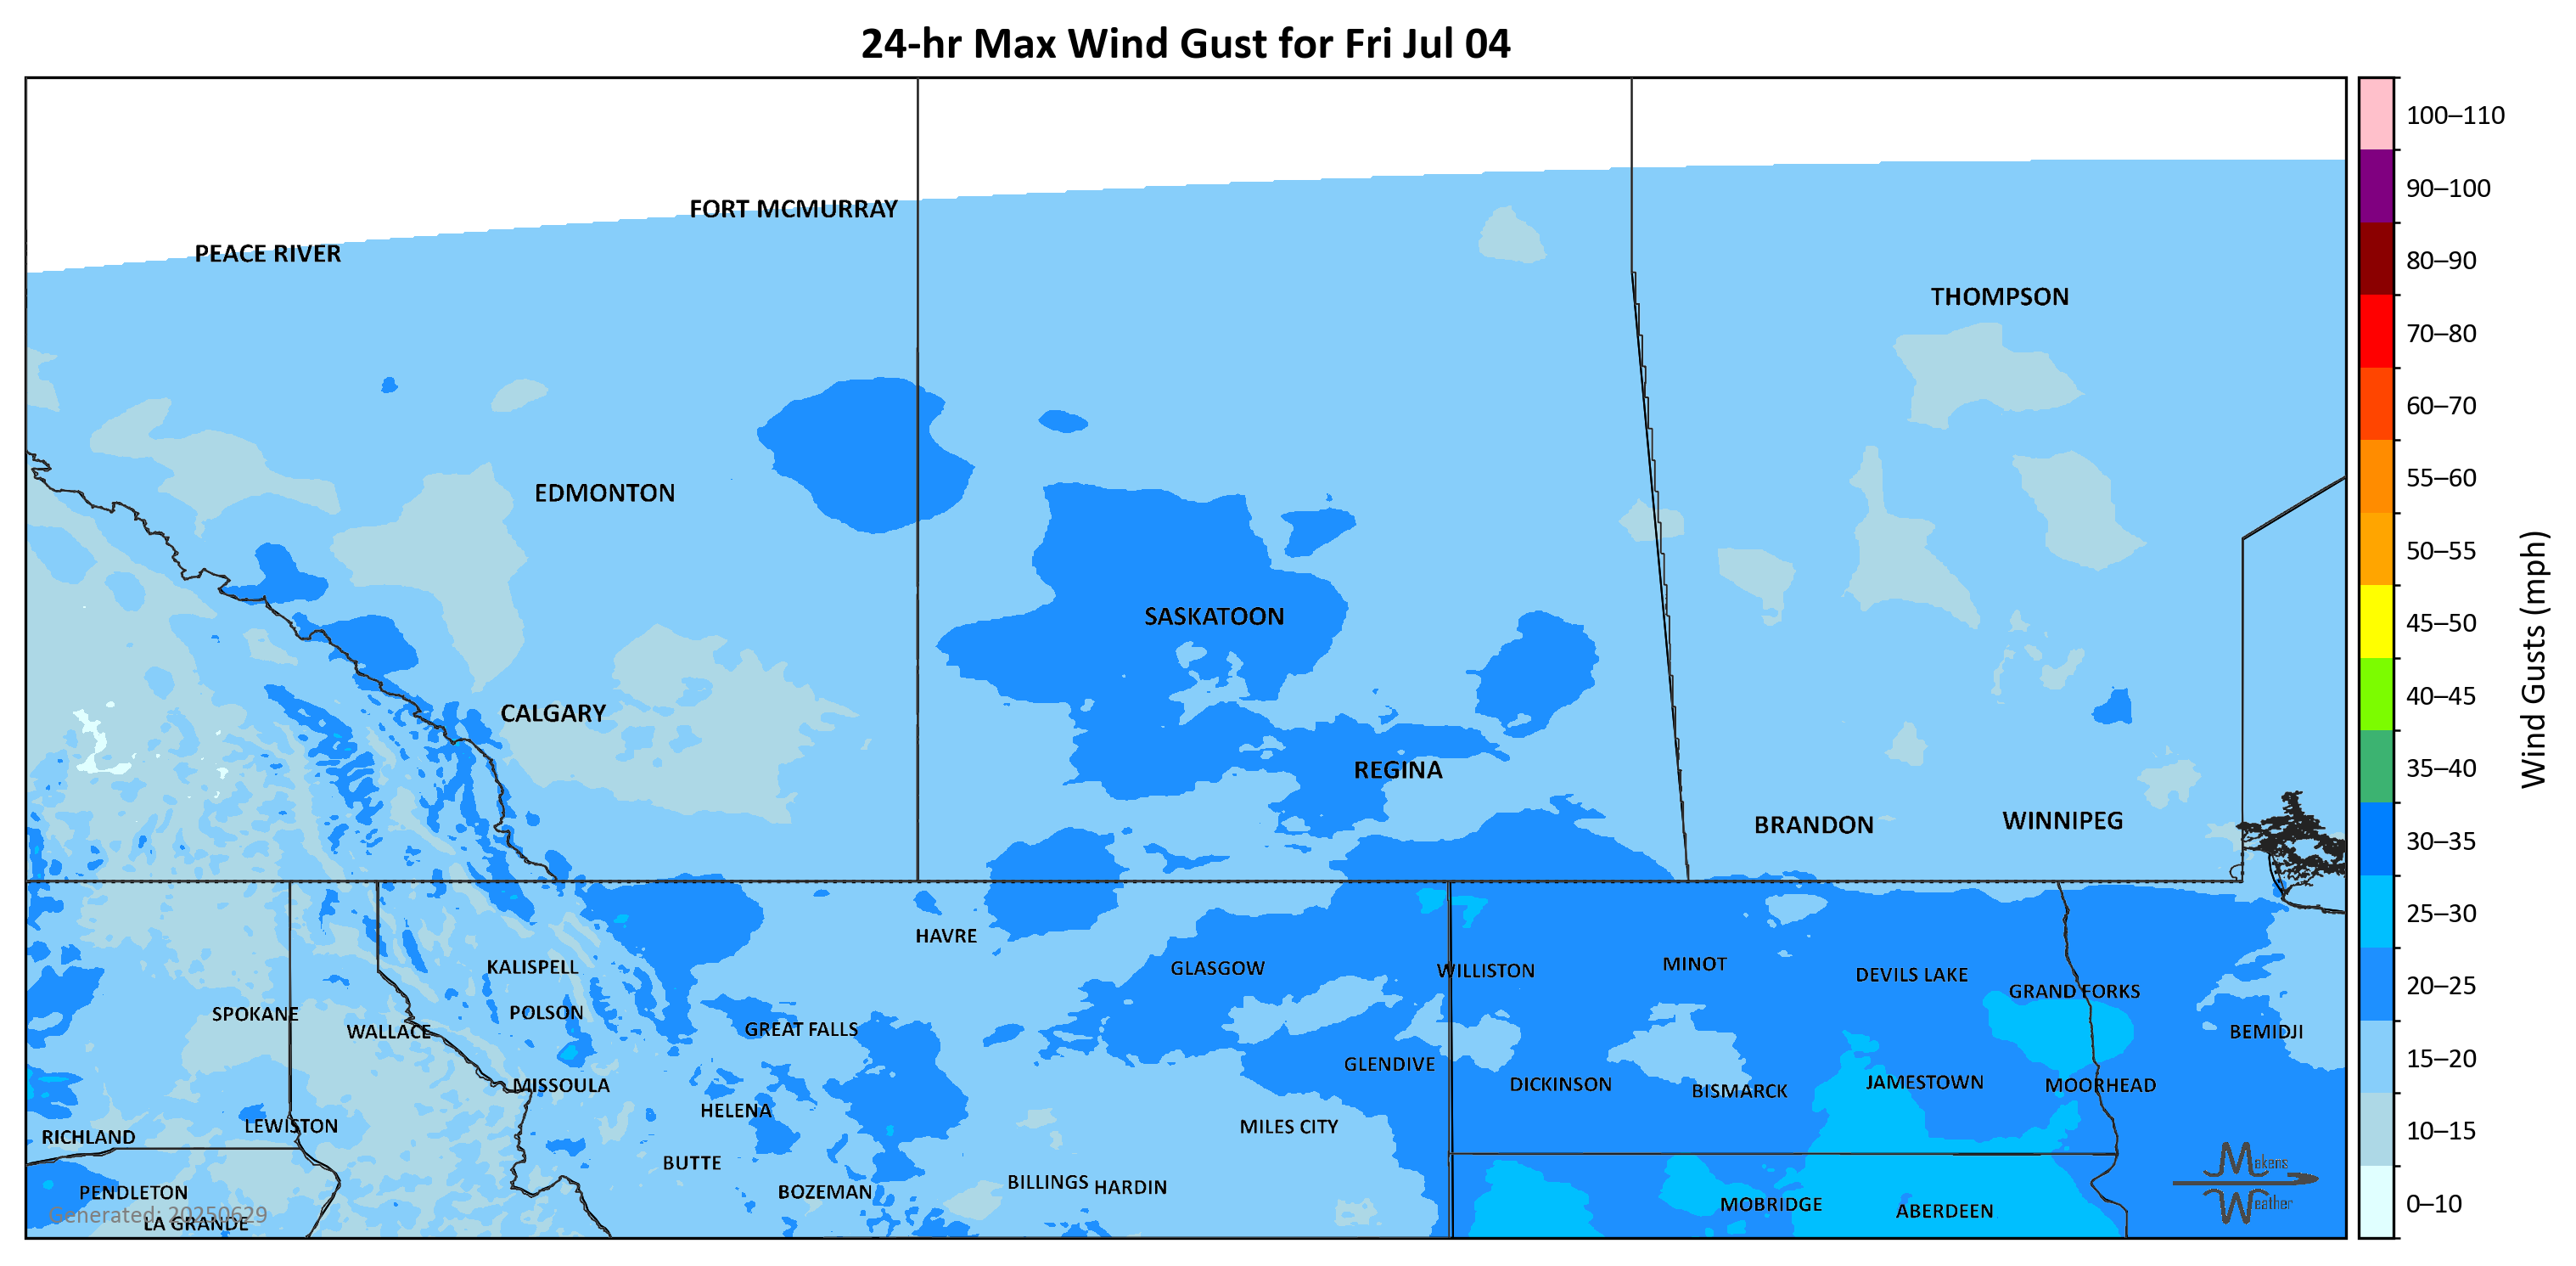 24-hr Max Wind Gust for Fri Jul 04
FORT MCMURRAY
PEACE RIVER
THOMPSON
EDMONTON
SASKATOON
CALGARY
REGINA
BRANDON
WINNIPEG
HAVRE
KALISPELL
GLASGOW
WILLISTON
MINOT
DEVILS LAKE
GRAND FORKS
SPOKANE
POLSON
WALLACE
GREAT FALLS
BEMIDJI
GLENDIVE
MISSOULA
DICKINSON
BISMARCK
JAMESTOWN
MOORHEAD
HELENA
LEWISTON
MILES CITY
RICHLAND
BUTTE
PENDLETON
BOZEMAN
BILLINGS
HARDIN
MOBRIDGE
ABERDEEN
LA GRANDE
Generated: 20250629
Makens
Weather
100–110
90–100
80–90
70–80
60–70
55–60
50–55
45–50
40–45
35–40
30–35
25–30
20–25
15–20
10–15
0–10
Wind Gusts (mph)